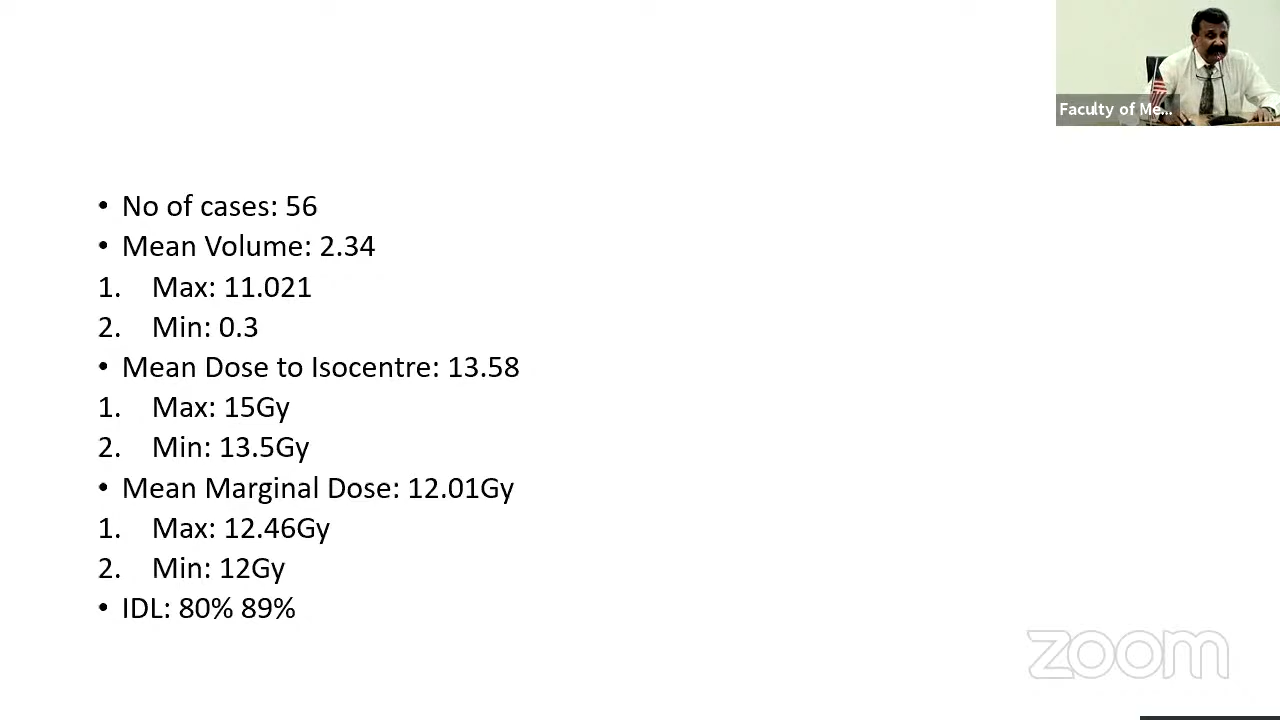 Faculty of Me...
• No of cases: 56
• Mean Volume: 2.34
1. Max: 11.021
2. Min: 0.3
• Mean Dose to Isocentre: 13.58
1. Max: 15Gy
2. Min: 13.5Gy
• Mean Marginal Dose: 12.01Gy
1. Max: 12.46Gy
2. Min: 12Gy
• IDL: 80% 89%
zoom